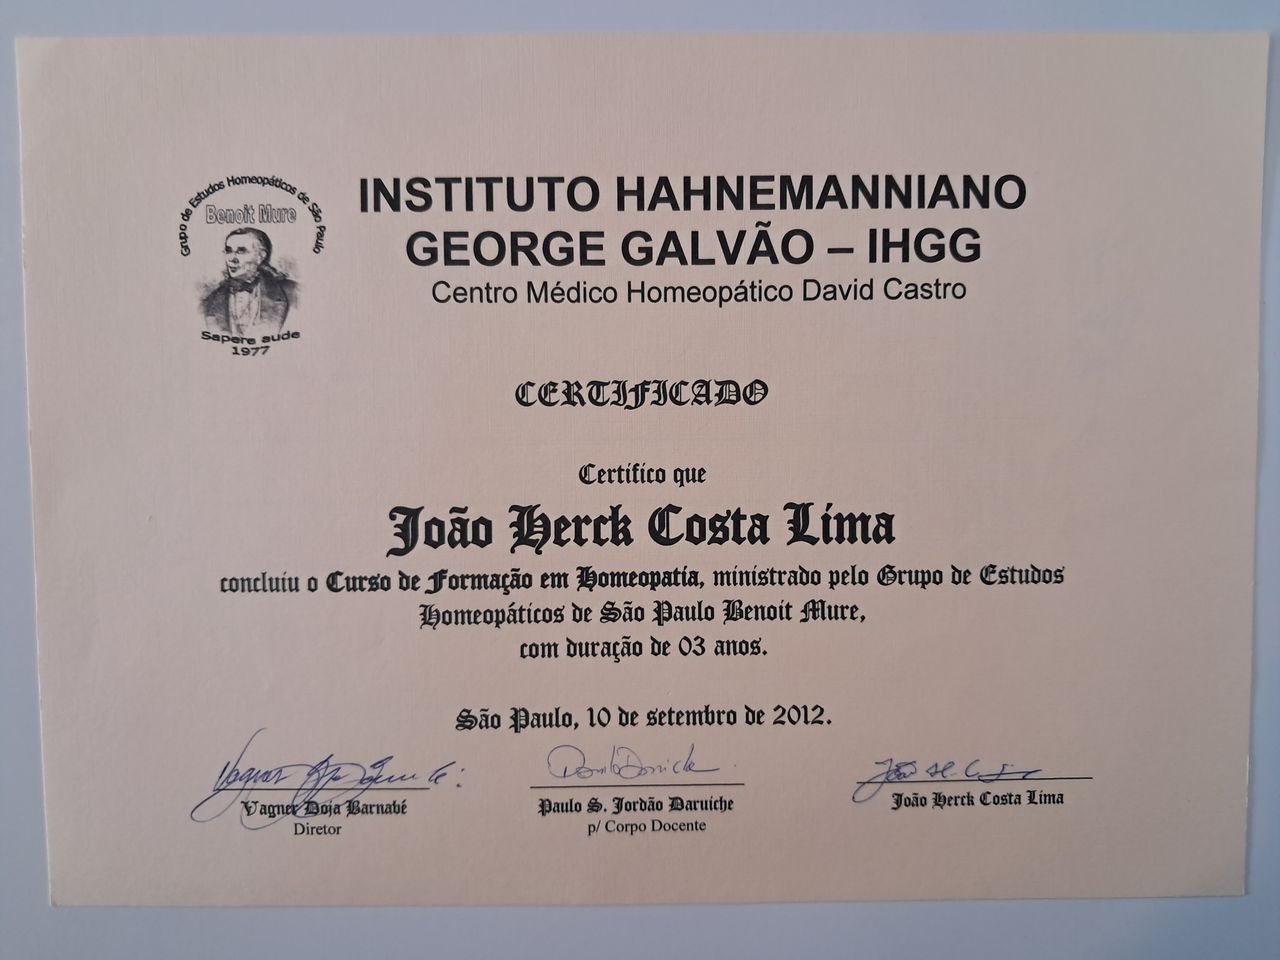 Grupo de Estudos Homeopáticos de São Paulo
Benoit Mure
Sapere aude
1977
INSTITUTO HAHNEMANNIANO
GEORGE GALVÃO – IHGG
Centro Médico Homeopático David Castro
CERTIFICADO
Certifico que
João Herck Costa Lima
concluiu o Curso de Formação em Homeopatia, ministrado pelo Grupo de Estudos
Homeopáticos de São Paulo Benoit Mure,
com duração de 03 anos.
São Paulo, 10 de setembro de 2012.
Vagner Doja Barnabé
Diretor
Paulo S. Jordão Daruiche
p/ Corpo Docente
João Herck Costa Lima